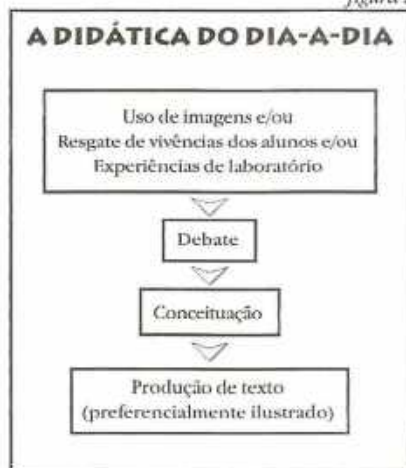 A DIDÁTICA DO DIA-A-DIA
Uso de imagens e/ou
Resgate de vivências dos alunos e/ou
Experiências de laboratório
Debate
Conceituação
Produção de texto
(preferencialmente ilustrado)